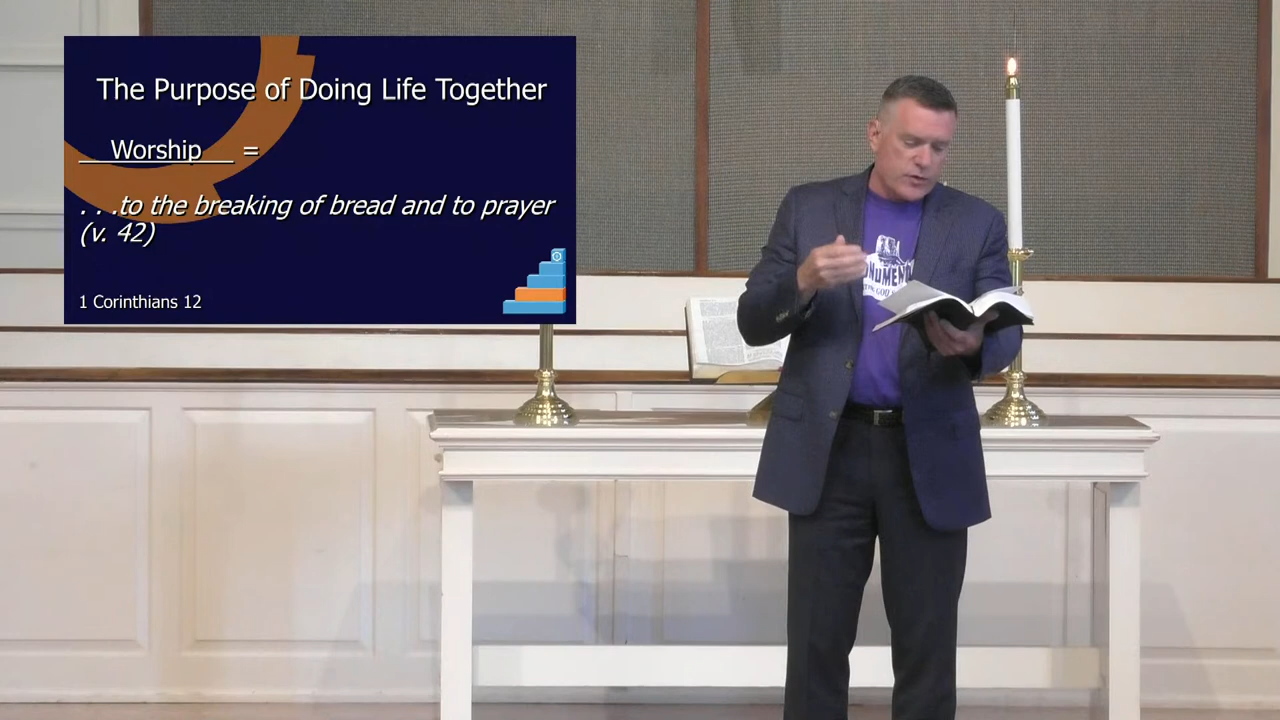 The Purpose of Doing Life Together
Worship =
. . .to the breaking of bread and to prayer
(v. 42)
1 Corinthians 12